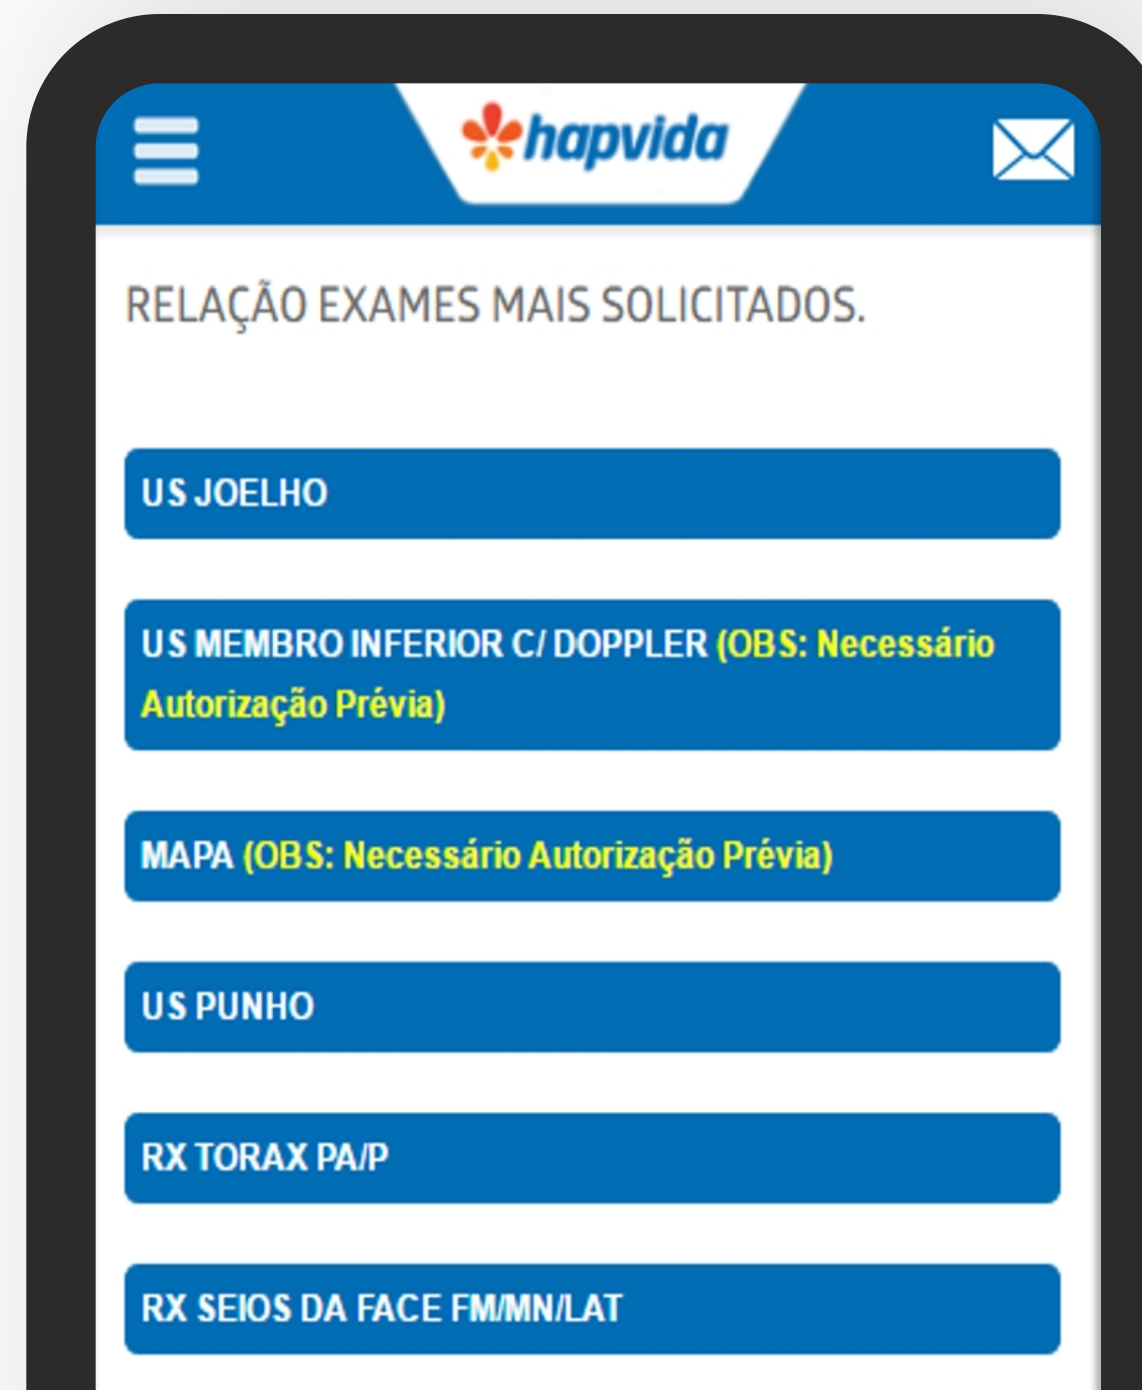 hapvida
RELAÇÃO EXAMES MAIS SOLICITADOS.
US JOELHO
US MEMBRO INFERIOR C/ DOPPLER (OBS: Necessário
Autorização Prévia)
MAPA (OBS: Necessário Autorização Prévia)
US PUNHO
RX TORAX PA/P
RX SEIOS DA FACE FM/MN/LAT